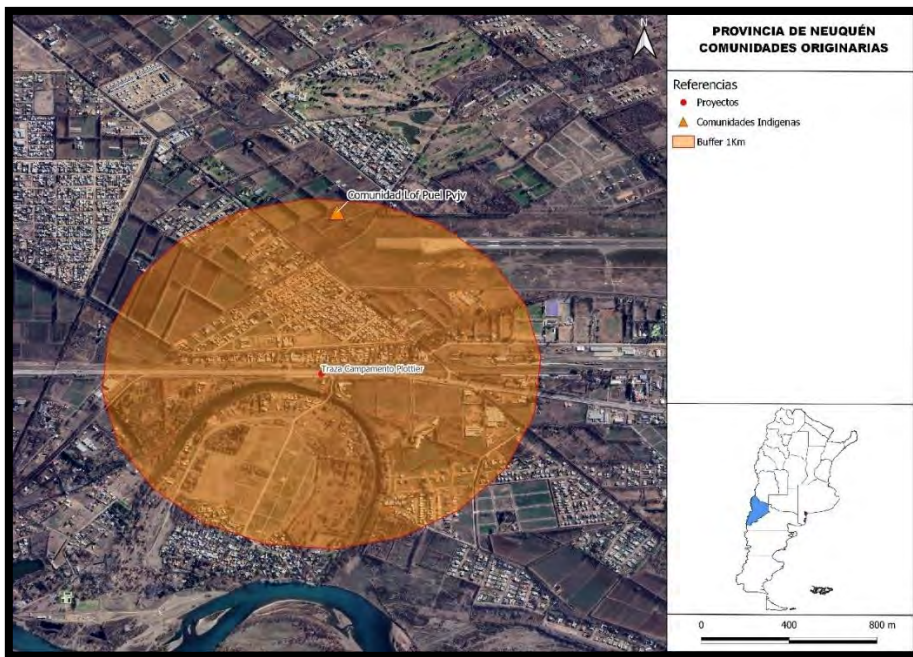 PROVINCIA DE NEUQUÉN
COMUNIDADES ORIGINARIAS
Referencias
Proyectos
Comunidades Indigenas
Buffer 1Km
N
Comunidad Lof Puel Pvjv
Traza Campamento Plottier
0 400 800 m